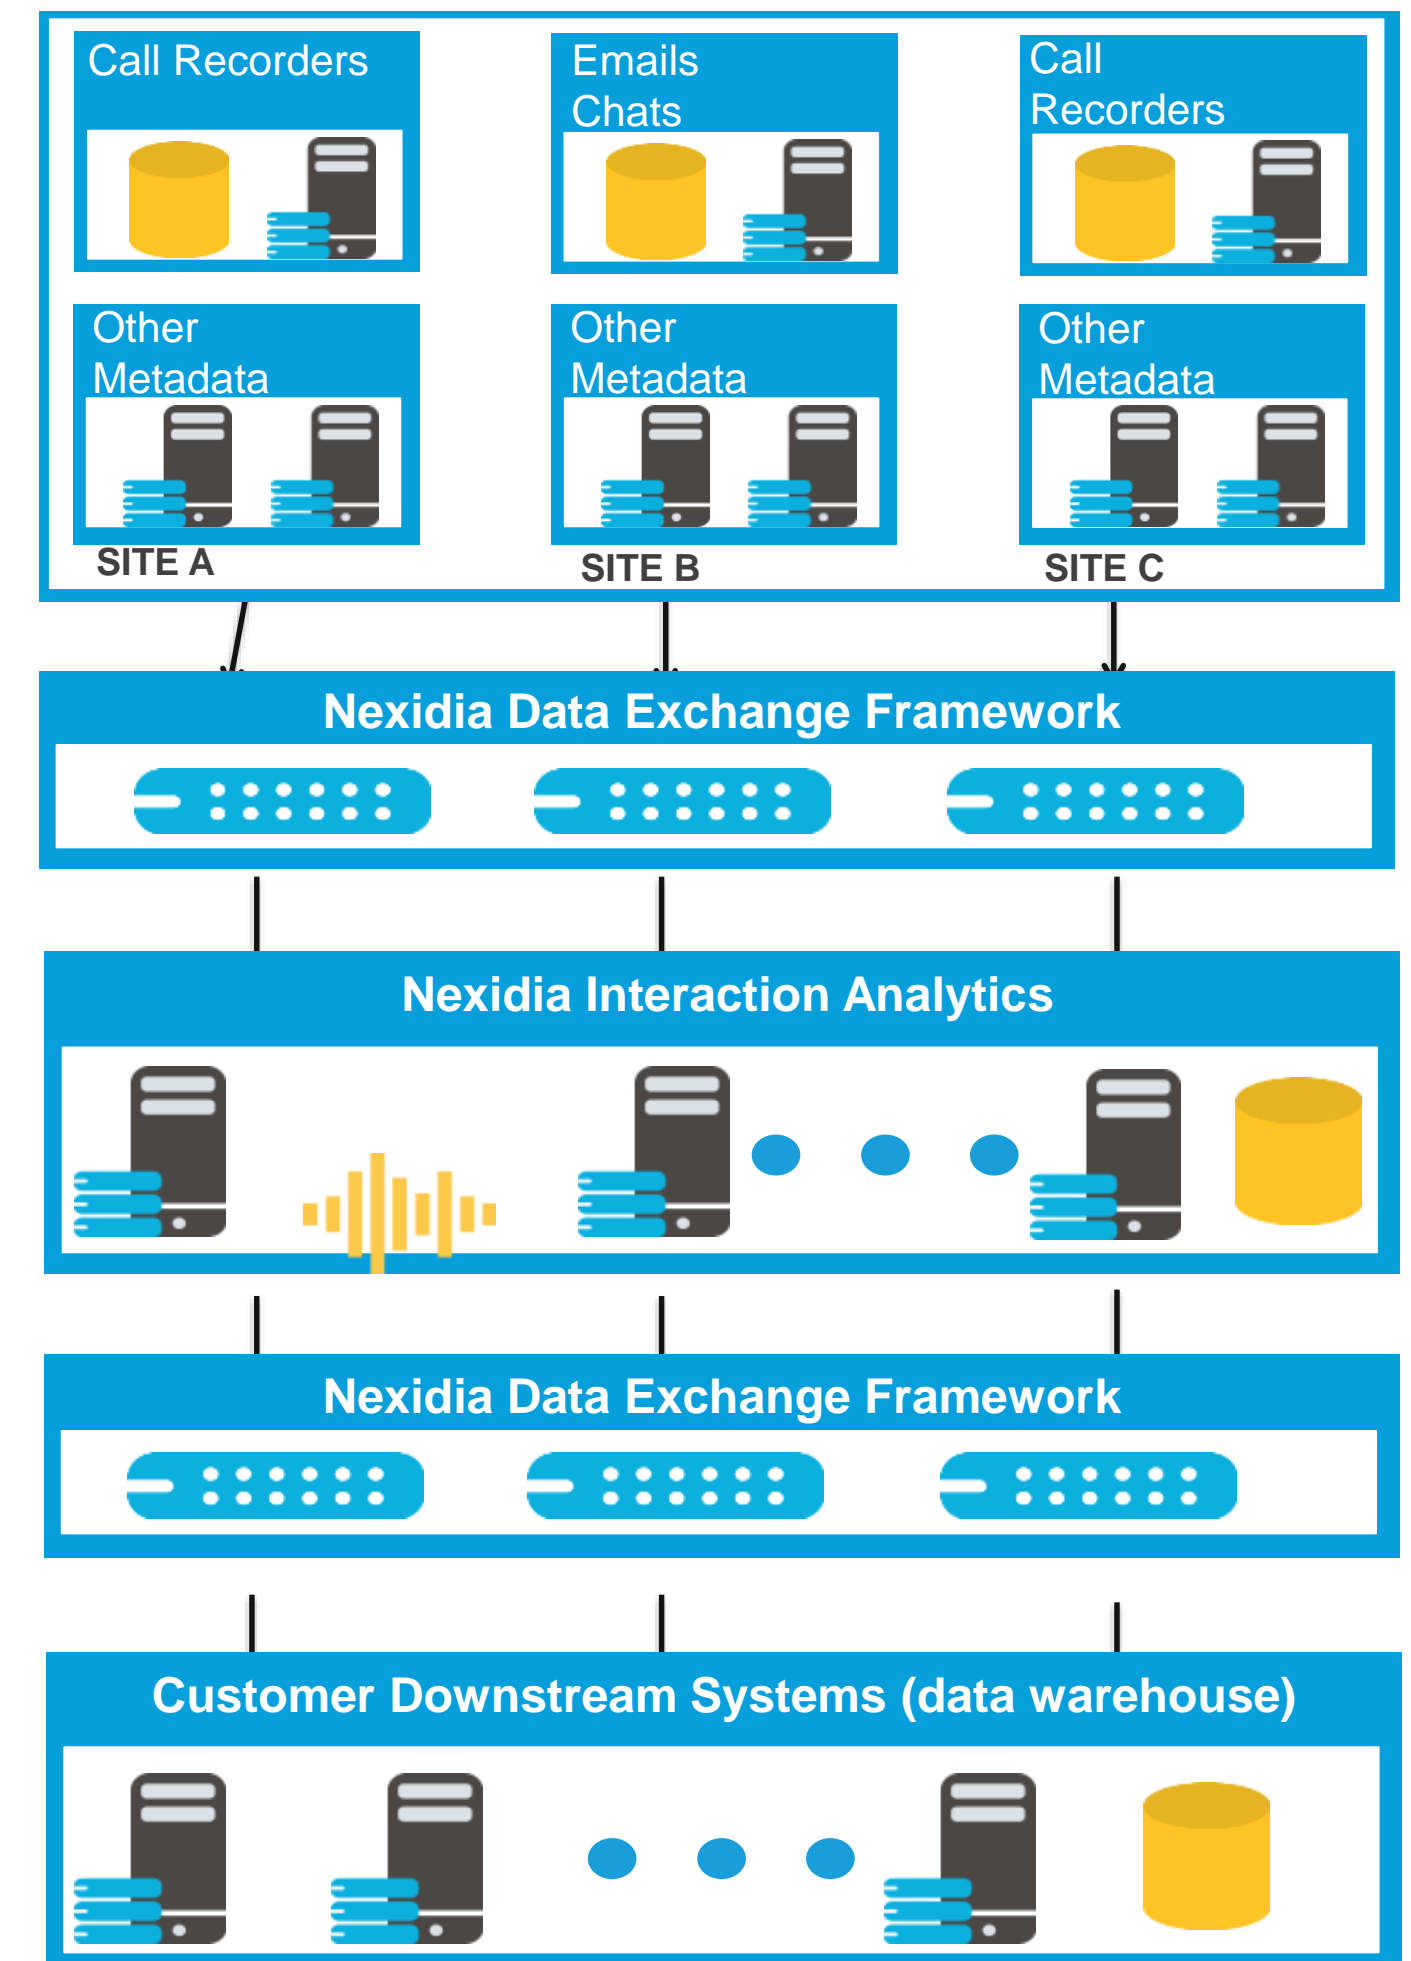 Call Recorders
Emails
Chats
Call
Recorders
Other
Metadata
Other
Metadata
Other
Metadata
SITE A
SITE B
SITE C
Nexidia Data Exchange Framework
Nexidia Interaction Analytics
Nexidia Data Exchange Framework
Customer Downstream Systems (data warehouse)